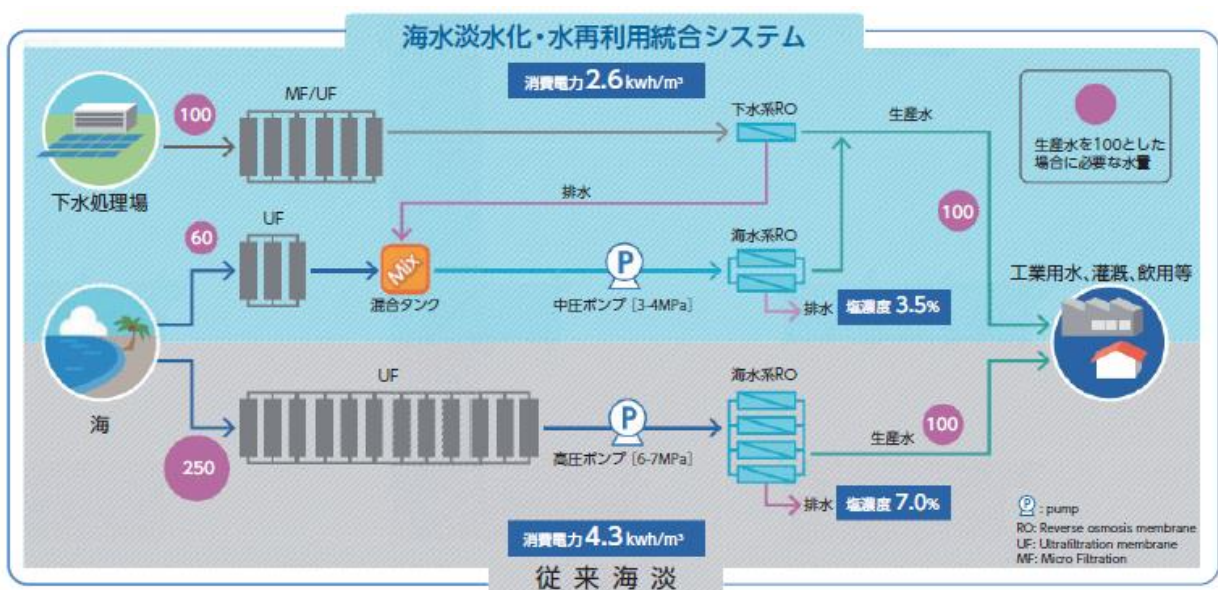 海水淡水化・水再利用統合システム
消費電力2.6kwh/m³
100
MF/UF
下水系RO
生産水
生産水を100とした
場合に必要な水量
下水処理場
排水
60
UF
Mix
混合タンク
P
中圧ポンプ [3-4MPa]
海水系RO
排水
塩濃度 3.5%
100
工業用水、灌漑、飲用等
海
250
UF
P
高圧ポンプ [6-7MPa]
海水系RO
生産水
100
排水
塩濃度 7.0%
消費電力4.3kwh/m³
従来海淡
P : pump
RO: Reverse osmosis membrane
UF: Ultrafiltration membrane
MF: Micro Filtration